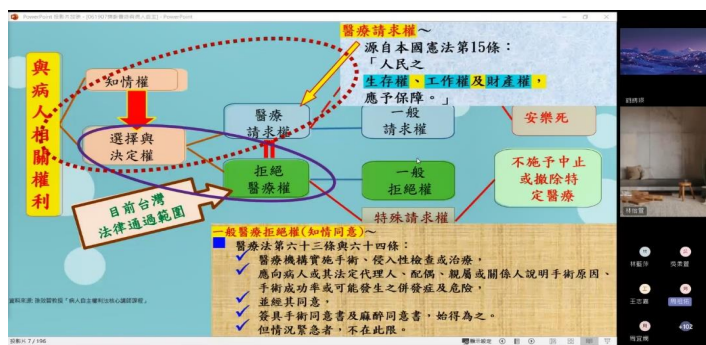 醫療請求權~
源自本國憲法第15條：
「人民之
生存權、工作權及財產權，
應予保障。」
與病人相關權利
知情權
選擇與
決定權
醫療
請求權
一般
請求權
安樂死
拒絕
醫療權
一般
拒絕權
不施予中止
或撤除特
定醫療
特殊請求權
目前台灣
法律通過範圍
一般醫療拒絕權(知情同意)~
醫療法第六十三條與六十四條：
醫療機構實施手術、侵入性檢查或治療，
應向病人或其法定代理人、配偶、親屬或關係人說明手術原因、
手術成功率或可能發生之併發症及危險，
並經其同意，
簽具手術同意書及麻醉同意書，始得為之。
但情況緊急者，不在此限。
投影片 7 / 196
+102